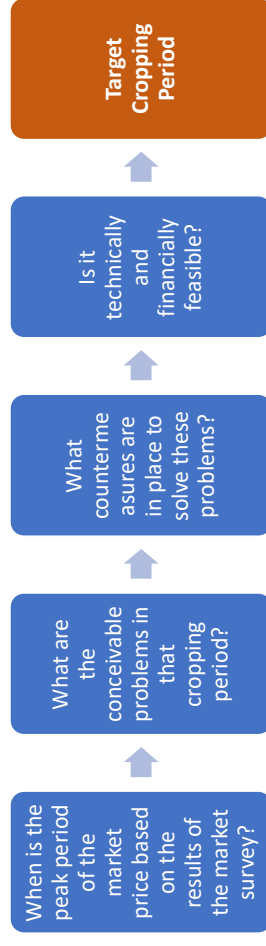 When is the
peak period
of the
market
price based
on the
results of
the market
survey?
What are
the
conceivable
problems in
that
cropping
period?
What
counterme
asures are
in place to
solve these
problems?
Is it
technically
and
financially
feasible?
Target
Cropping
Period